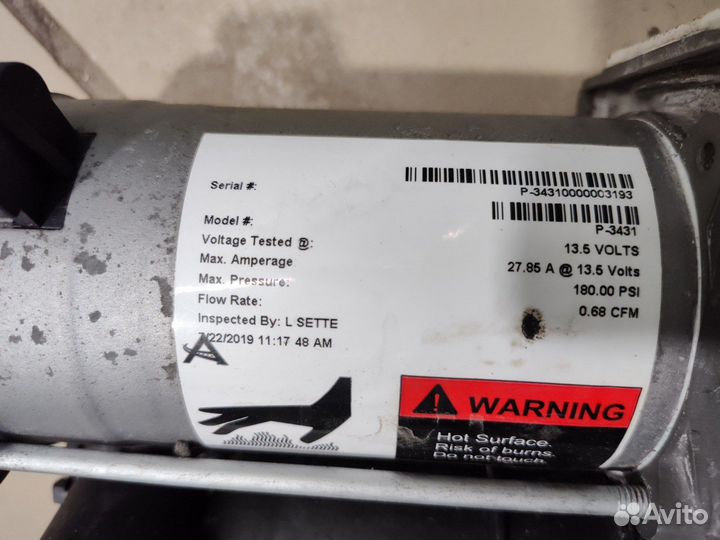 Serial #: P-34310000003193
Model #: P-3431
Voltage Tested @: 13.5 VOLTS
Max. Amperage 27.85 A @ 13.5 Volts
Max. Pressure: 180.00 PSI
Flow Rate: 0.68 CFM
Inspected By: L SETTE
7/22/2019 11:17 48 AM
WARNING
Hot Surface.
Risk of burns.
Do not touch.
Avito